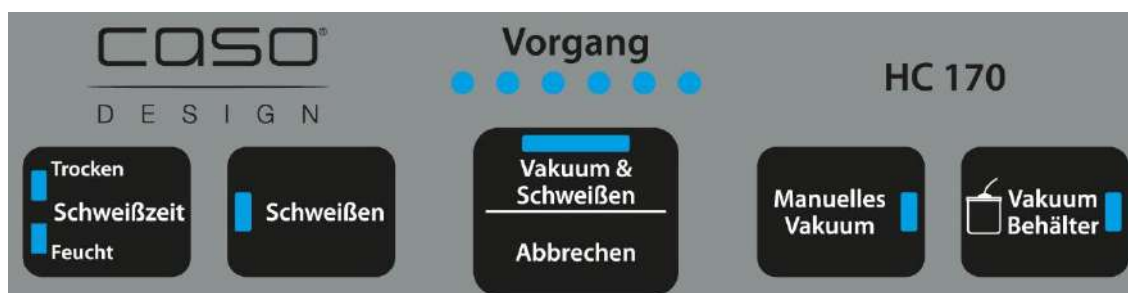 caso®
DESIGN
Vorgang
HC 170
Trocken
Schweißzeit
Feucht
Schweißen
Vakuum &
Schweißen
Abbrechen
Manuelles
Vakuum
Vakuum
Behälter